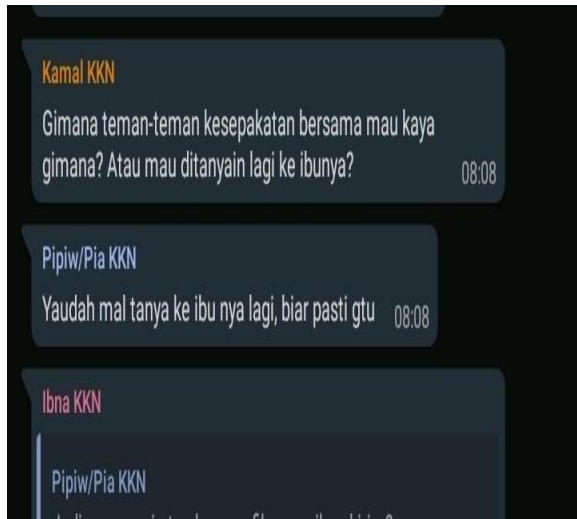 Kamal KKN
Gimana teman-teman kesepakatan bersama mau kaya
gimana? Atau mau ditanyain lagi ke ibunya?
08:08
Pipiw/Pia KKN
Yaudah mal tanya ke ibu nya lagi, biar pasti gtu 08:08
Ibna KKN
Pipiw/Pia KKN